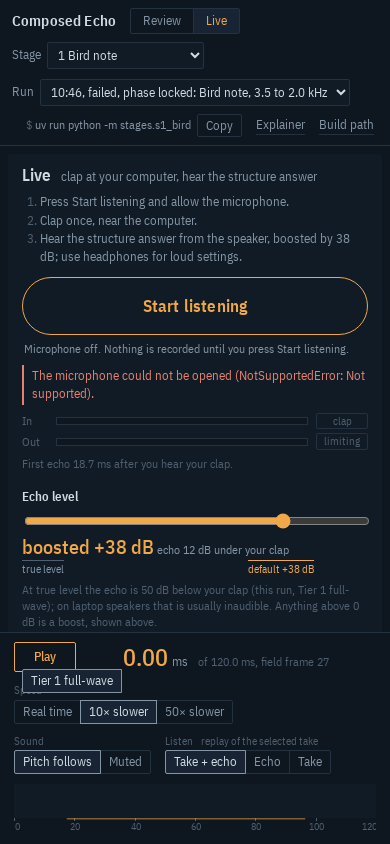 Composed Echo Review Live
Stage 1 Bird note
Run 10:46, failed, phase locked: Bird note, 3.5 to 2.0 kHz
$ uv run python -m stages.s1_bird Copy Explainer Build path
Live clap at your computer, hear the structure answer
1. Press Start listening and allow the microphone.
2. Clap once, near the computer.
3. Hear the structure answer from the speaker, boosted by 38
dB; use headphones for loud settings.
Start listening
Microphone off. Nothing is recorded until you press Start listening.
The microphone could not be opened (NotSupportedError: Not
supported).
In clap
Out limiting
First echo 18.7 ms after you hear your clap.
Echo level
boosted +38 dB echo 12 dB under your clap
true level default +38 dB
At true level the echo is 50 dB below your clap (this run, Tier 1 full-
wave); on laptop speakers that is usually inaudible. Anything above 0
dB is a boost, shown above.
Play 0.00 ms of 120.0 ms, field frame 27
Tier 1 full-wave
Real time 10× slower 50× slower
Sound Listen replay of the selected take
Pitch follows Muted Take + echo Echo Take
0 20 40 60 80 100 120